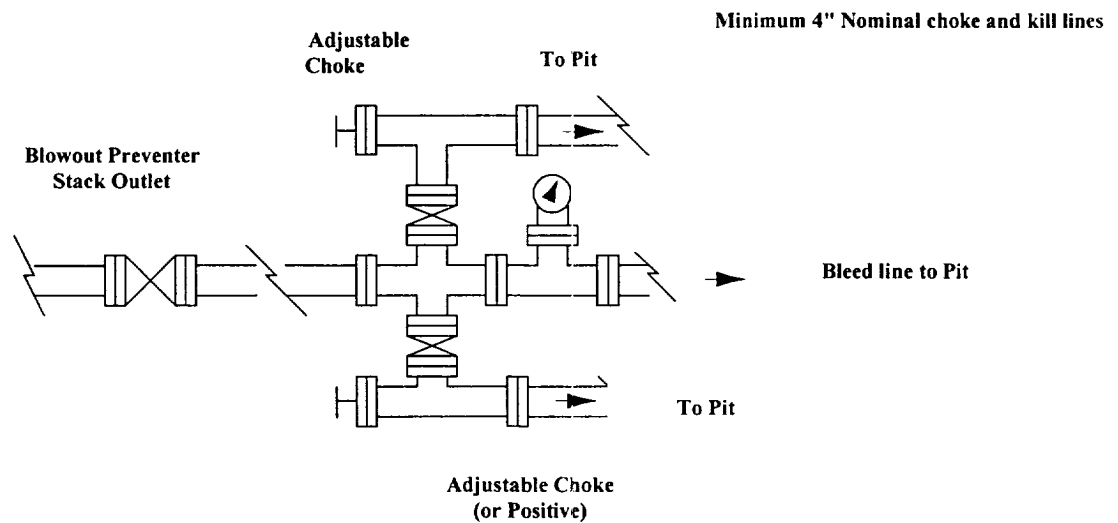 Minimum 4" Nominal choke and kill lines
Adjustable
Choke
To Pit
Blowout Preventer
Stack Outlet
Bleed line to Pit
To Pit
Adjustable Choke
(or Positive)